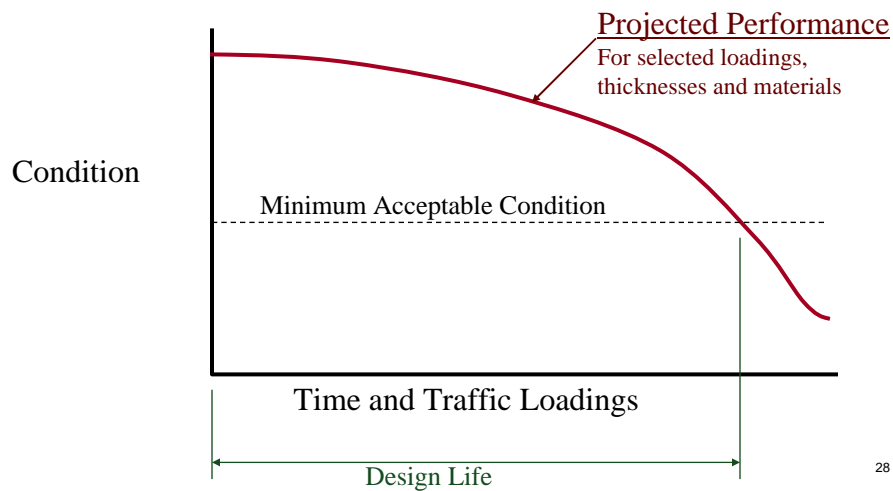 Projected Performance
For selected loadings,
thicknesses and materials
Condition
Minimum Acceptable Condition
Time and Traffic Loadings
Design Life
28